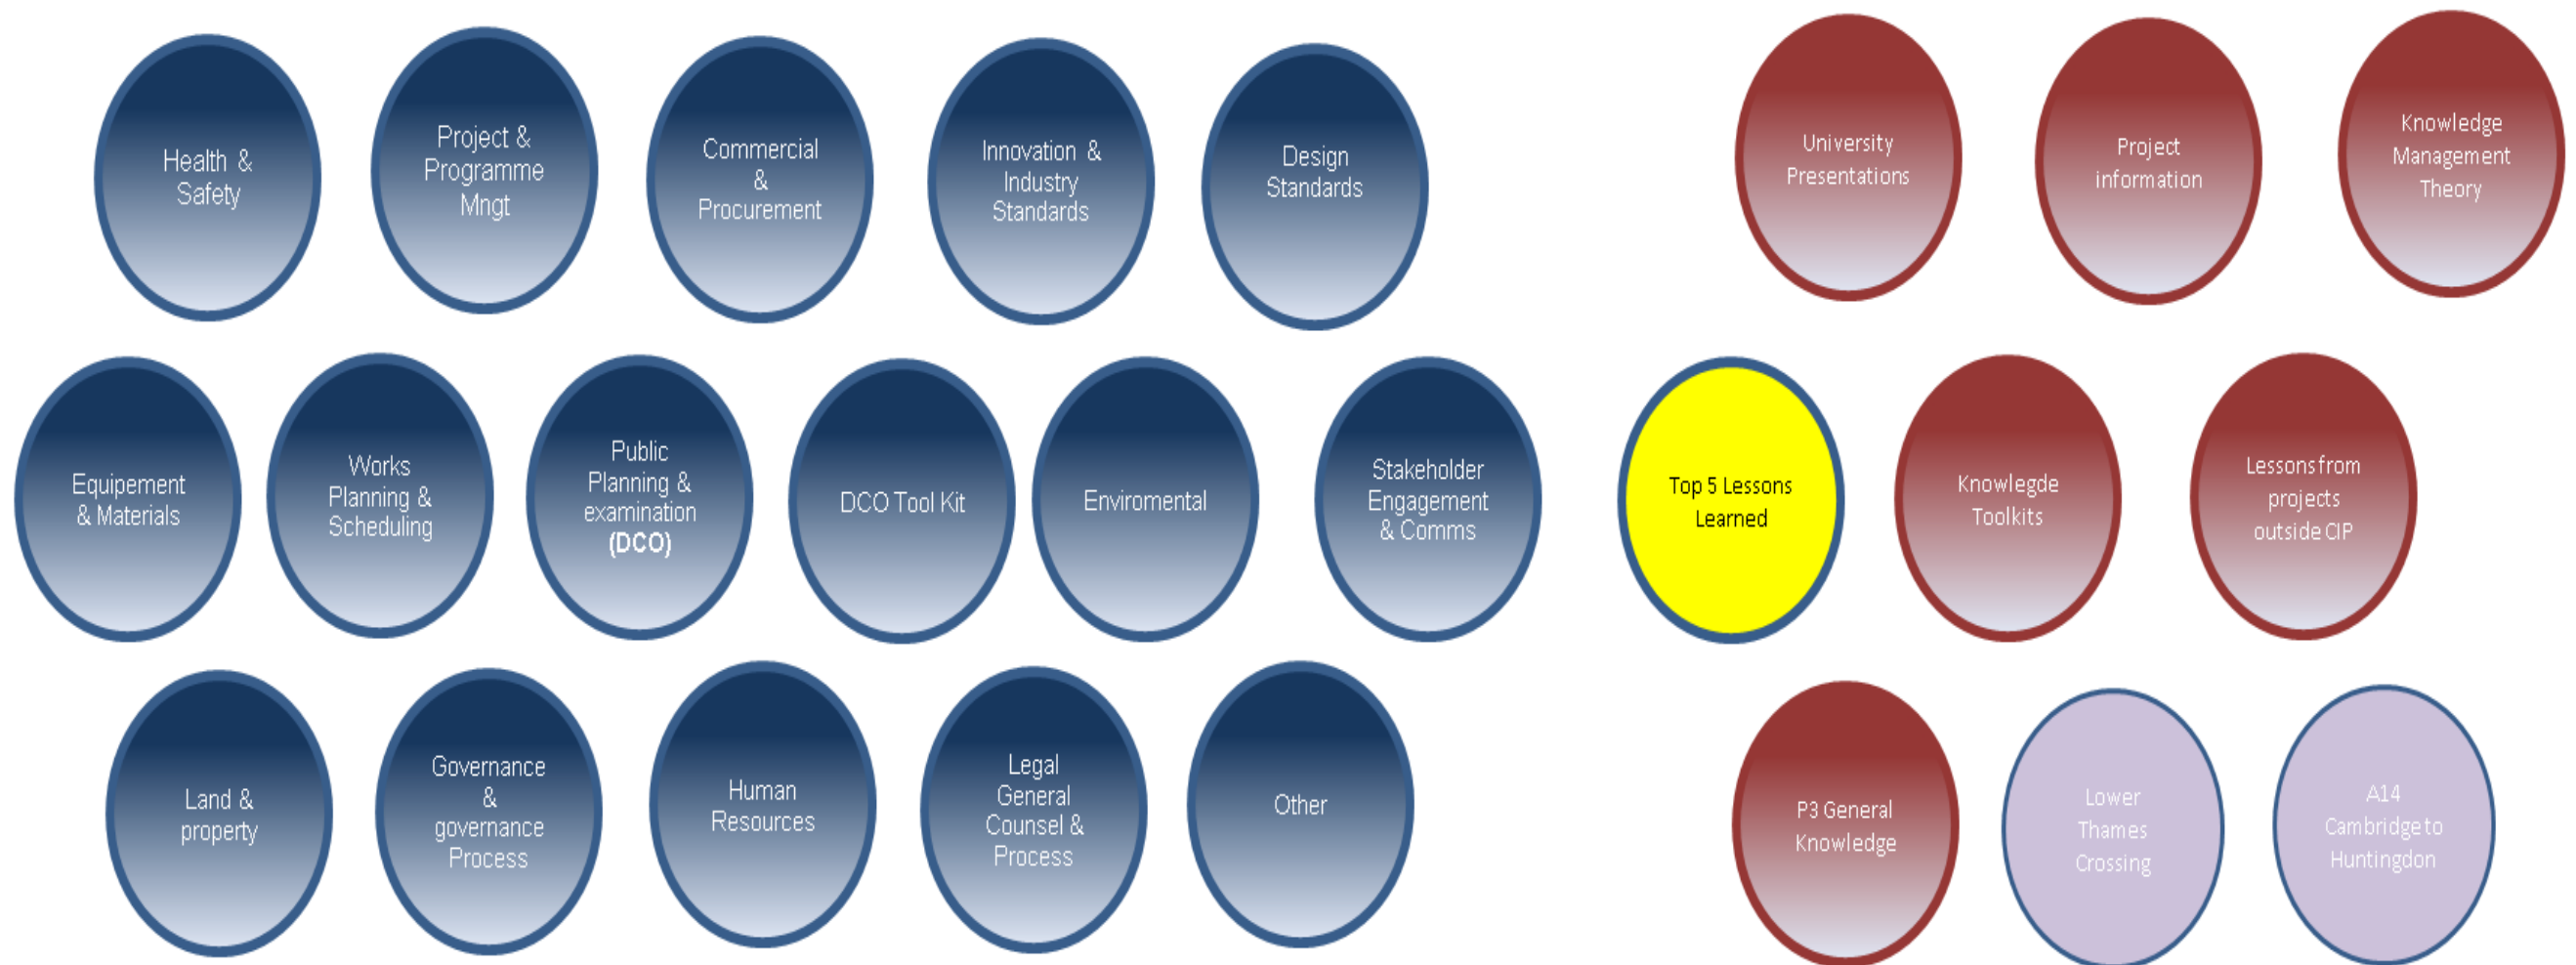 Health &
Safety
Project &
Programme
Mngt
Commercial
&
Procurement
Innovation &
Industry
Standards
Design
Standards
University
Presentations
Project
information
Knowledge
Management
Theory
Equipement
& Materials
Works
Planning &
Scheduling
Public
Planning &
examination
(DCO)
DCO Tool Kit
Enviromental
Stakeholder
Engagement
& Comms
Top 5 Lessons
Learned
Knowlegde
Toolkits
Lessons from
projects
outside CIP
Land &
property
Governance
&
governance
Process
Human
Resources
Legal
General
Counsel &
Process
Other
P3 General
Knowledge
Lower
Thames
Crossing
A14
Cambridge to
Huntingdon